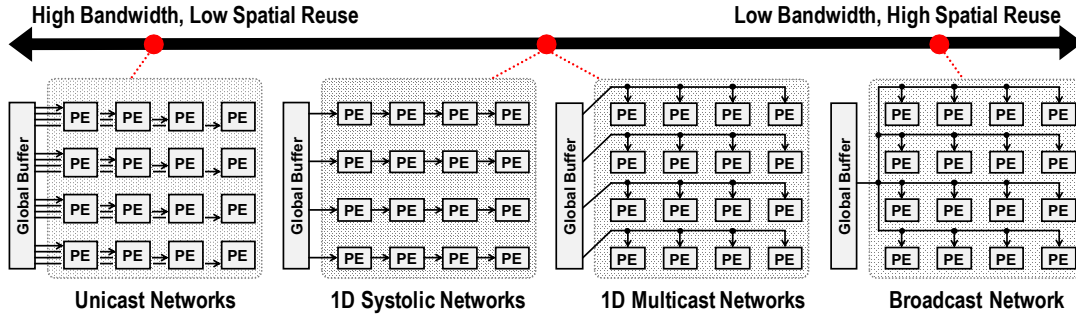 High Bandwidth, Low Spatial Reuse
Low Bandwidth, High Spatial Reuse
Global Buffer
PE PE PE PE
PE PE PE PE
PE PE PE PE
PE PE PE PE
Unicast Networks
Global Buffer
PE PE PE PE
PE PE PE PE
PE PE PE PE
PE PE PE PE
1D Systolic Networks
Global Buffer
PE PE PE PE
PE PE PE PE
PE PE PE PE
PE PE PE PE
1D Multicast Networks
Global Buffer
PE PE PE PE
PE PE PE PE
PE PE PE PE
PE PE PE PE
Broadcast Network